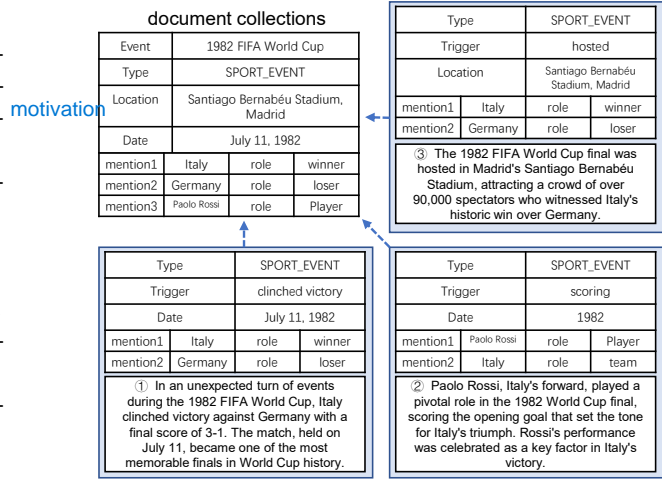 document collections
Event 1982 FIFA World Cup
Type SPORT_EVENT
Location Santiago Bernabéu Stadium,
Madrid
Date July 11, 1982
mention1 Italy role winner
mention2 Germany role loser
mention3 Paolo Rossi role Player
motivation
Type SPORT_EVENT
Trigger hosted
Location Santiago Bernabéu
Stadium, Madrid
mention1 Italy role winner
mention2 Germany role loser
③ The 1982 FIFA World Cup final was
hosted in Madrid's Santiago Bernabéu
Stadium, attracting a crowd of over
90,000 spectators who witnessed Italy's
historic win over Germany.
Type SPORT_EVENT
Trigger clinched victory
Date July 11, 1982
mention1 Italy role winner
mention2 Germany role loser
① In an unexpected turn of events
during the 1982 FIFA World Cup, Italy
clinched victory against Germany with a
final score of 3-1. The match, held on
July 11, became one of the most
memorable finals in World Cup history.
Type SPORT_EVENT
Trigger scoring
Date 1982
mention1 Paolo Rossi role Player
mention2 Italy role team
② Paolo Rossi, Italy's forward, played a
pivotal role in the 1982 World Cup final,
scoring the opening goal that set the tone
for Italy's triumph. Rossi's performance
was celebrated as a key factor in Italy's
victory.